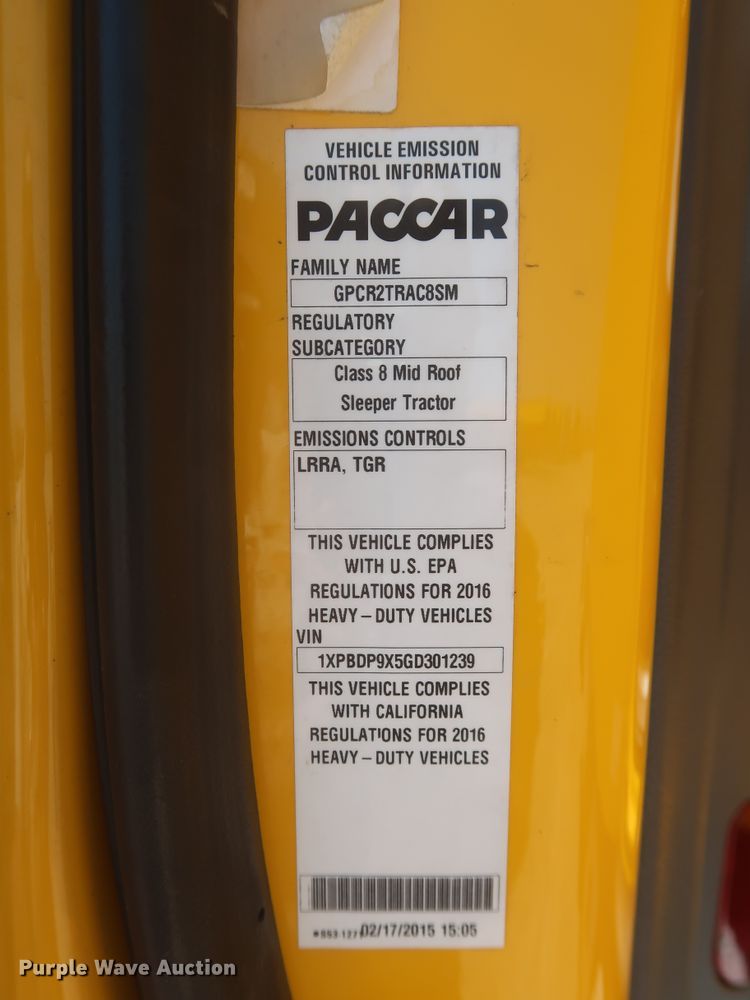 VEHICLE EMISSION
CONTROL INFORMATION
PACCAR
FAMILY NAME
GPCR2TRAC8SM
REGULATORY
SUBCATEGORY
Class 8 Mid Roof
Sleeper Tractor
EMISSIONS CONTROLS
LRRA, TGR
THIS VEHICLE COMPLIES
WITH U.S. EPA
REGULATIONS FOR 2016
HEAVY – DUTY VEHICLES
VIN
1XPBDP9X5GD301239
THIS VEHICLE COMPLIES
WITH CALIFORNIA
REGULATIONS FOR 2016
HEAVY – DUTY VEHICLES
02/17/2015 15:05
Purple Wave Auction